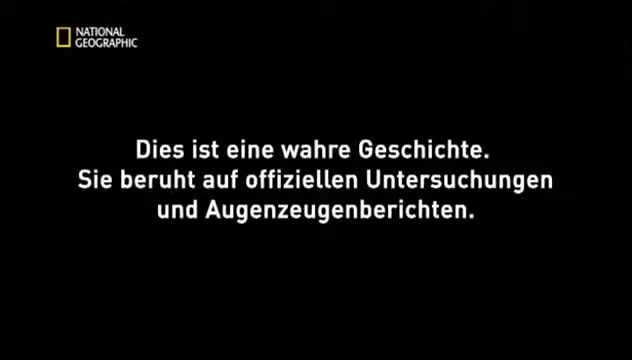 NATIONAL
GEOGRAPHIC
Dies ist eine wahre Geschichte.
Sie beruht auf offiziellen Untersuchungen
und Augenzeugenberichten.